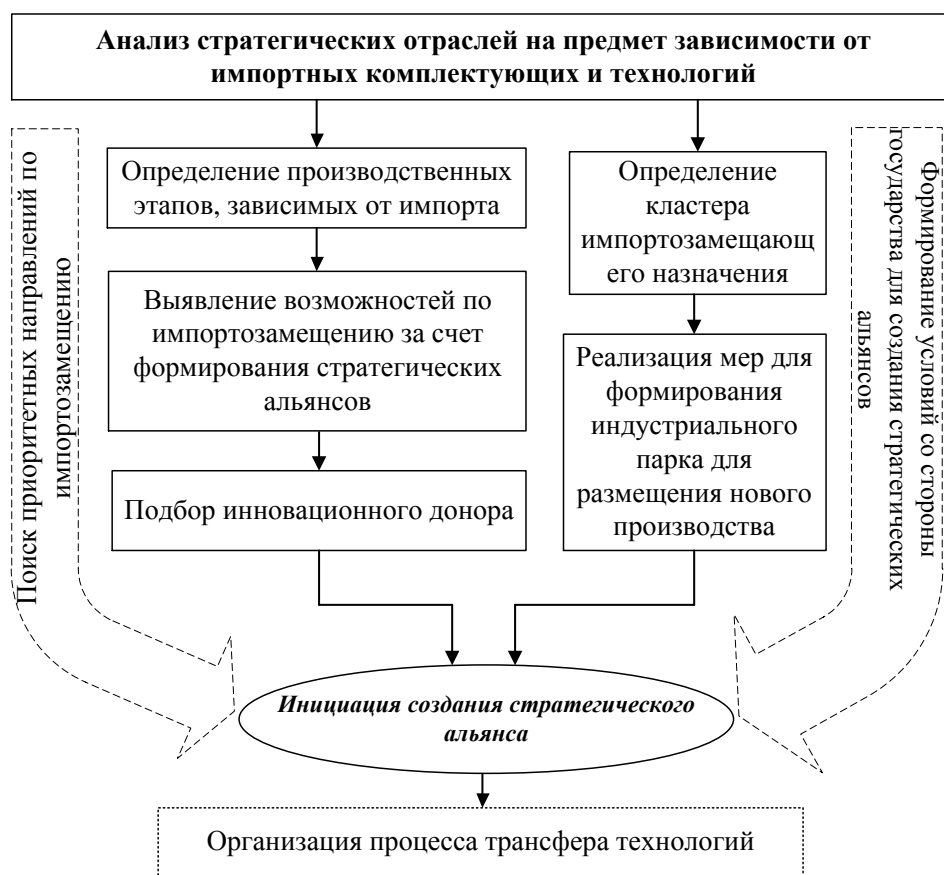 Анализ стратегических отраслей на предмет зависимости от
импортных комплектующих и технологий
Поиск приоритетных направлений по
импортозамещению
Определение производственных
этапов, зависимых от импорта
Выявление возможностей по
импортозамещению за счет
формирования стратегических
альянсов
Подбор инновационного донора
Определение
кластера
импортозамещающ
его назначения
Реализация мер для
формирования
индустриального
парка для
размещения нового
производства
Формирование условий со стороны
государства для создания стратегических
альянсов
Инициация создания стратегического
альянса
Организация процесса трансфера технологий